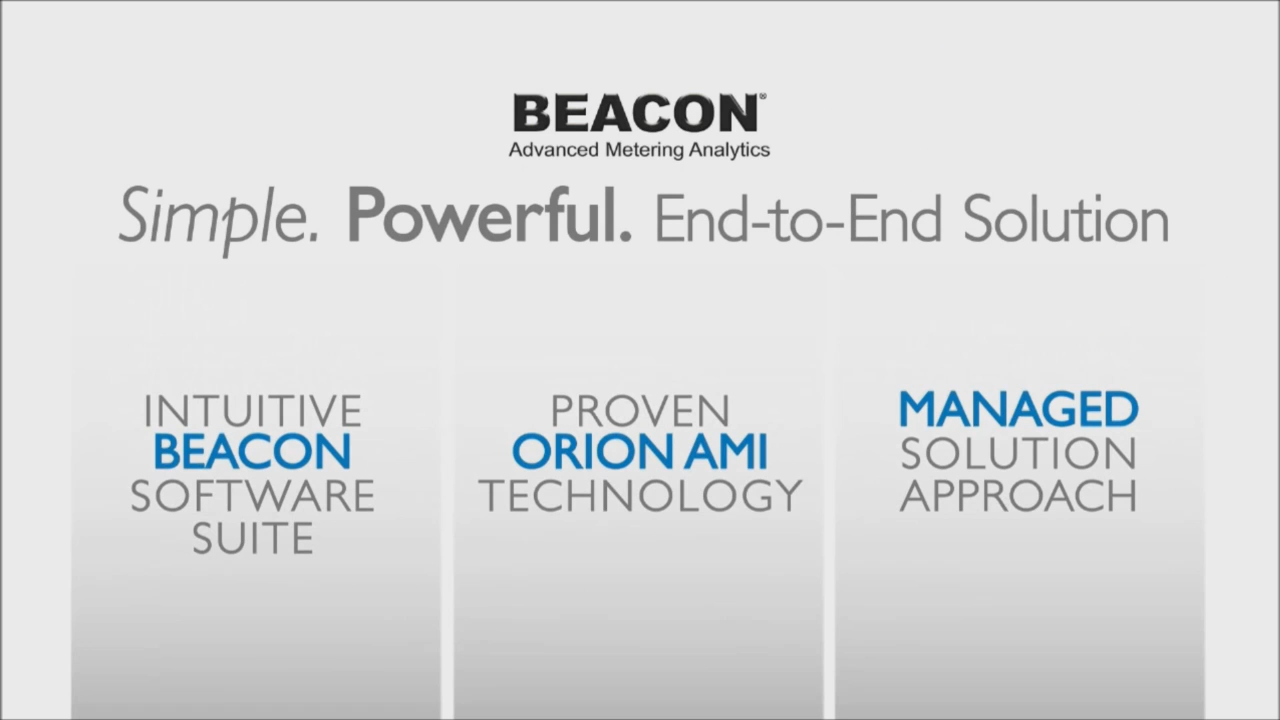 BEACON®
Advanced Metering Analytics
Simple. Powerful. End-to-End Solution
INTUITIVE
BEACON
SOFTWARE
SUITE
PROVEN
ORION AMI
TECHNOLOGY
MANAGED
SOLUTION
APPROACH